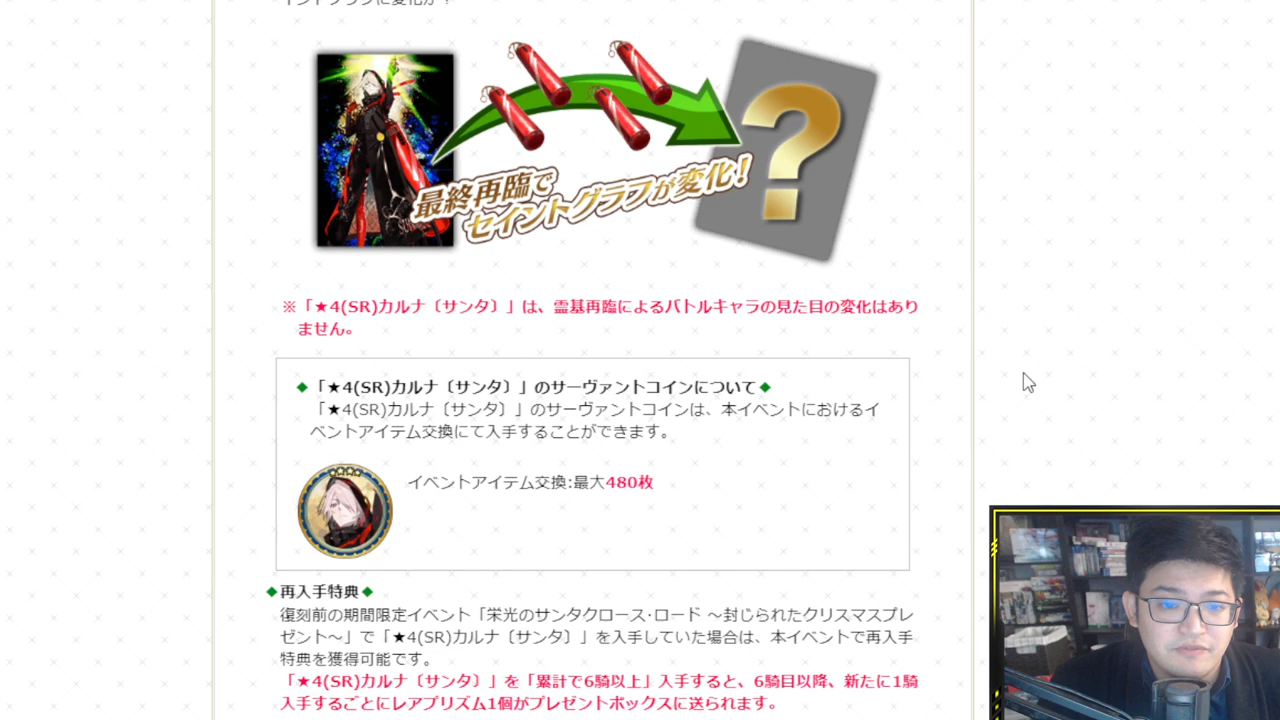 イントグラフに変化が！
最終再臨で
セイントグラフが変化！
?
※「★4(SR)カルナ〔サンタ〕」は、霊基再臨によるバトルキャラの見た目の変化はあり
ません。
◆「★4(SR)カルナ〔サンタ〕」のサーヴァントコインについて◆
「★4(SR)カルナ〔サンタ〕」のサーヴァントコインは、本イベントにおけるイ
ベントアイテム交換にて入手することができます。
イベントアイテム交換:最大480枚
◆再入手特典◆
復刻前の期間限定イベント「栄光のサンタクロース･ロード ～封じられたクリスマスプレ
ゼント～」で「★4(SR)カルナ〔サンタ〕」を入手していた場合は、本イベントで再入手
特典を獲得可能です。
「★4(SR)カルナ〔サンタ〕」を「累計で6騎以上」入手すると、6騎目以降、新たに1騎
入手するごとにレアプリズム1個がプレゼントボックスに送られます。